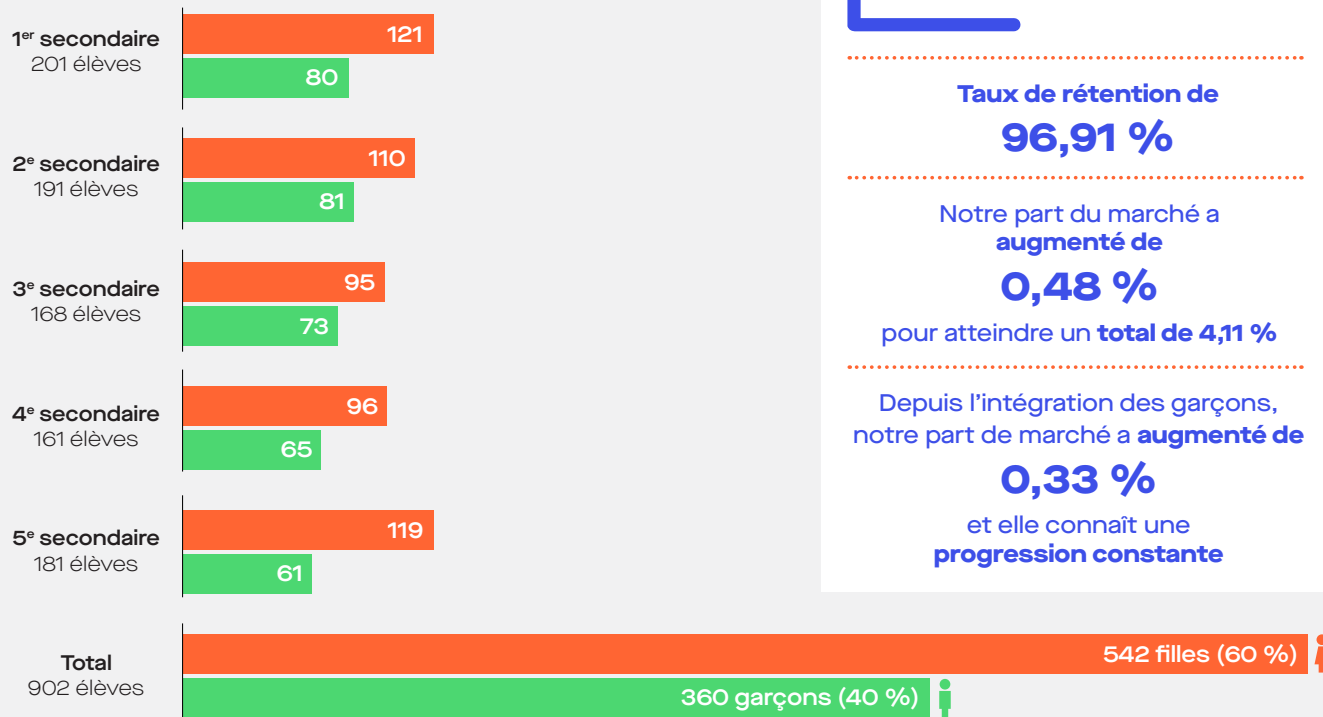 1er secondaire
201 élèves
121
80
2e secondaire
191 élèves
110
81
3e secondaire
168 élèves
95
73
4e secondaire
161 élèves
96
65
5e secondaire
181 élèves
119
61
Total
902 élèves
542 filles (60 %)
360 garçons (40 %)
Taux de rétention de
96,91 %
Notre part du marché a
augmenté de
0,48 %
pour atteindre un total de 4,11 %
Depuis l’intégration des garçons,
notre part de marché a augmenté de
0,33 %
et elle connaît une
progression constante